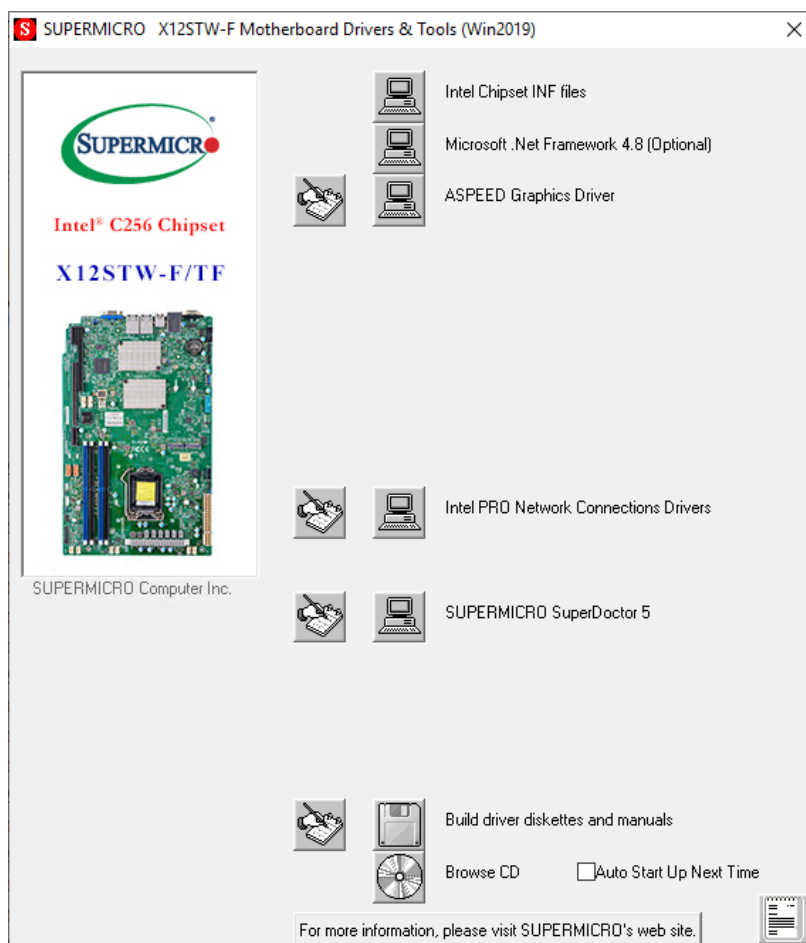 S SUPERMICRO X12STW-F Motherboard Drivers & Tools (Win2019)
SUPERMICR
Intel® C256 Chipset
X12STW-F/TF
SUPERMICRO Computer Inc.
Intel Chipset INF files
Microsoft .Net Framework 4.8 (Optional)
ASPEED Graphics Driver
Intel PRO Network Connections Drivers
SUPERMICRO SuperDoctor 5
Build driver diskettes and manuals
Browse CD Auto Start Up Next Time
For more information, please visit SUPERMICRO's web site.